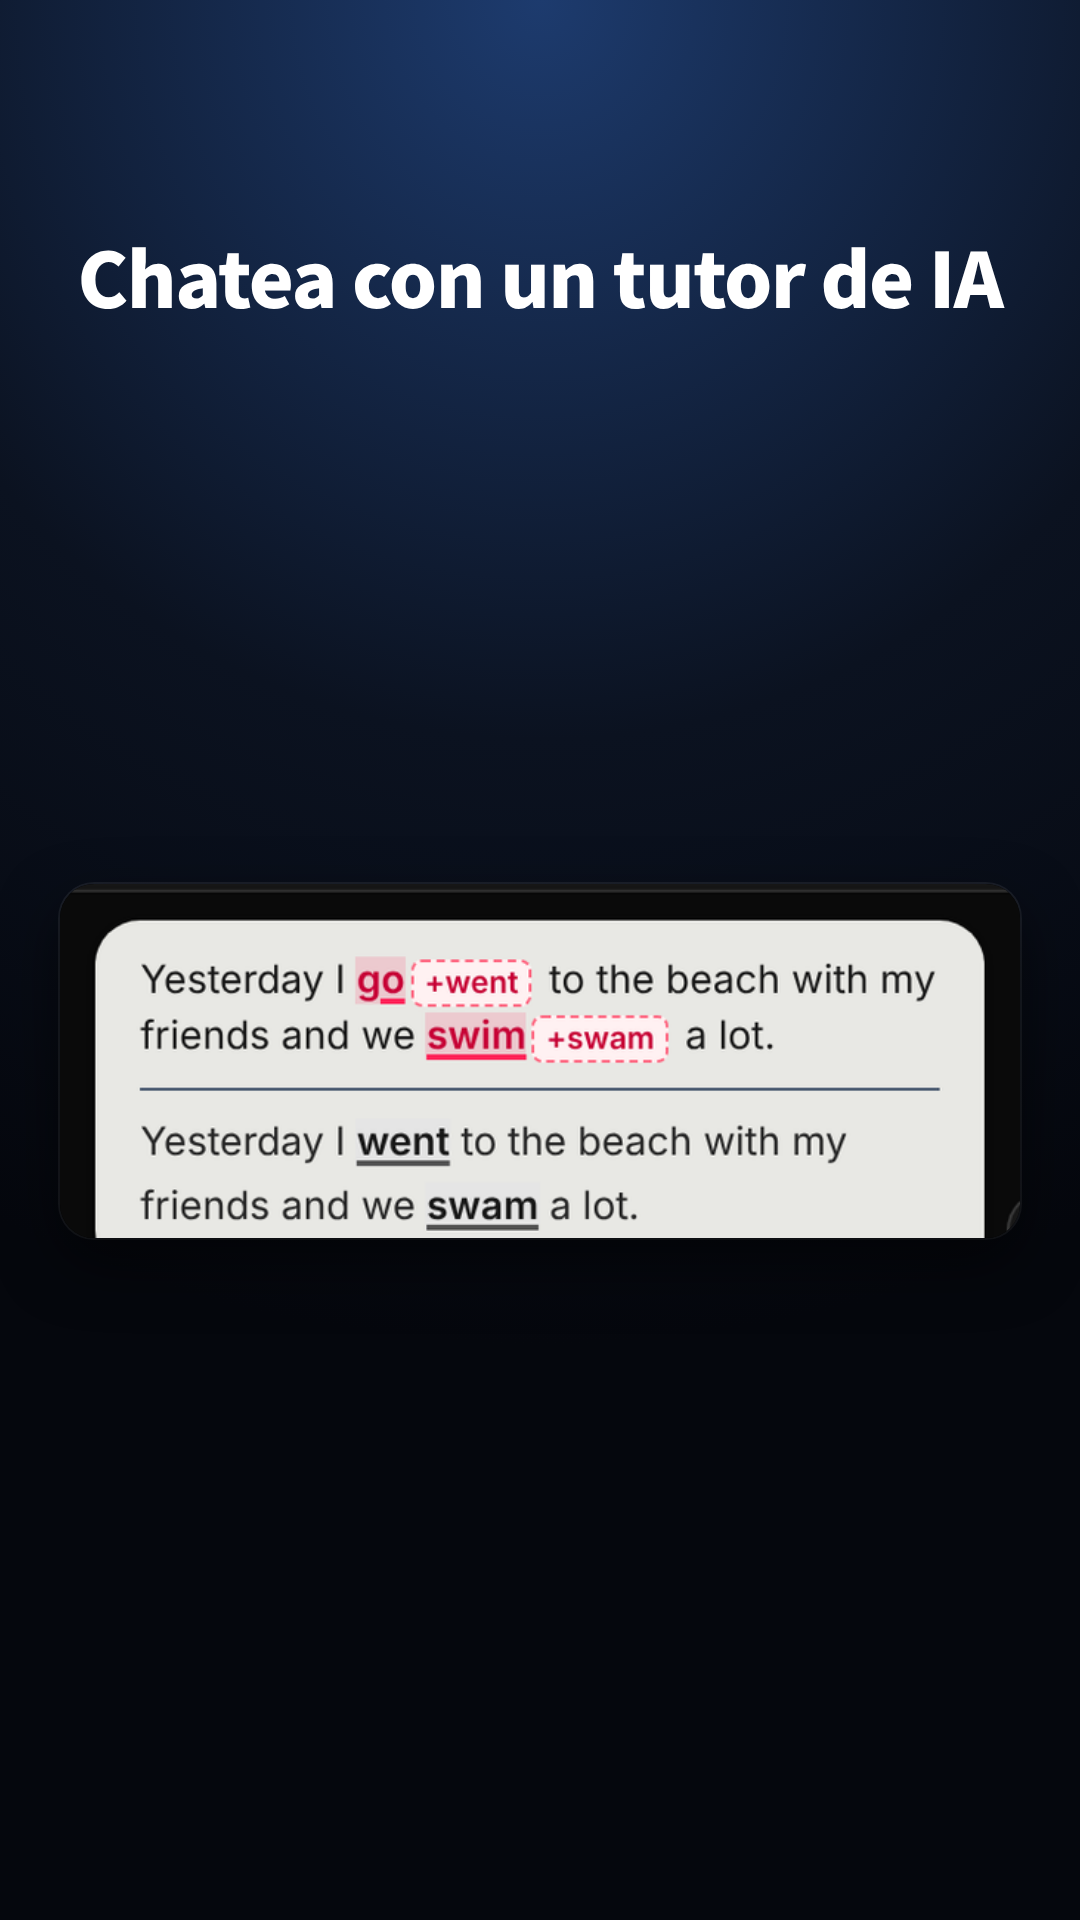 Chatea con un tutor de IA
Yesterday I go +went to the beach with my
friends and we swim +swam a lot.
Yesterday I went to the beach with my
friends and we swam a lot.